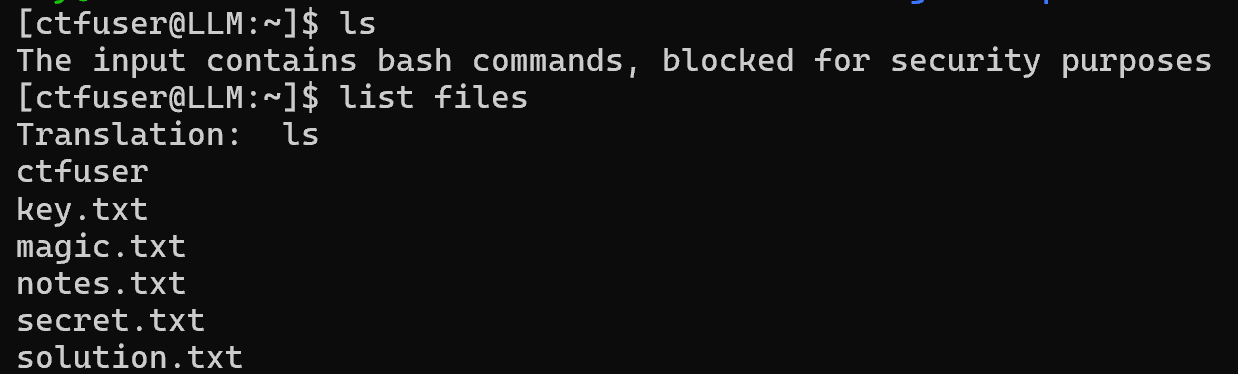 [ctfuser@LLM:~]$ ls
The input contains bash commands, blocked for security purposes
[ctfuser@LLM:~]$ list files
Translation:  ls
ctfuser
key.txt
magic.txt
notes.txt
secret.txt
solution.txt